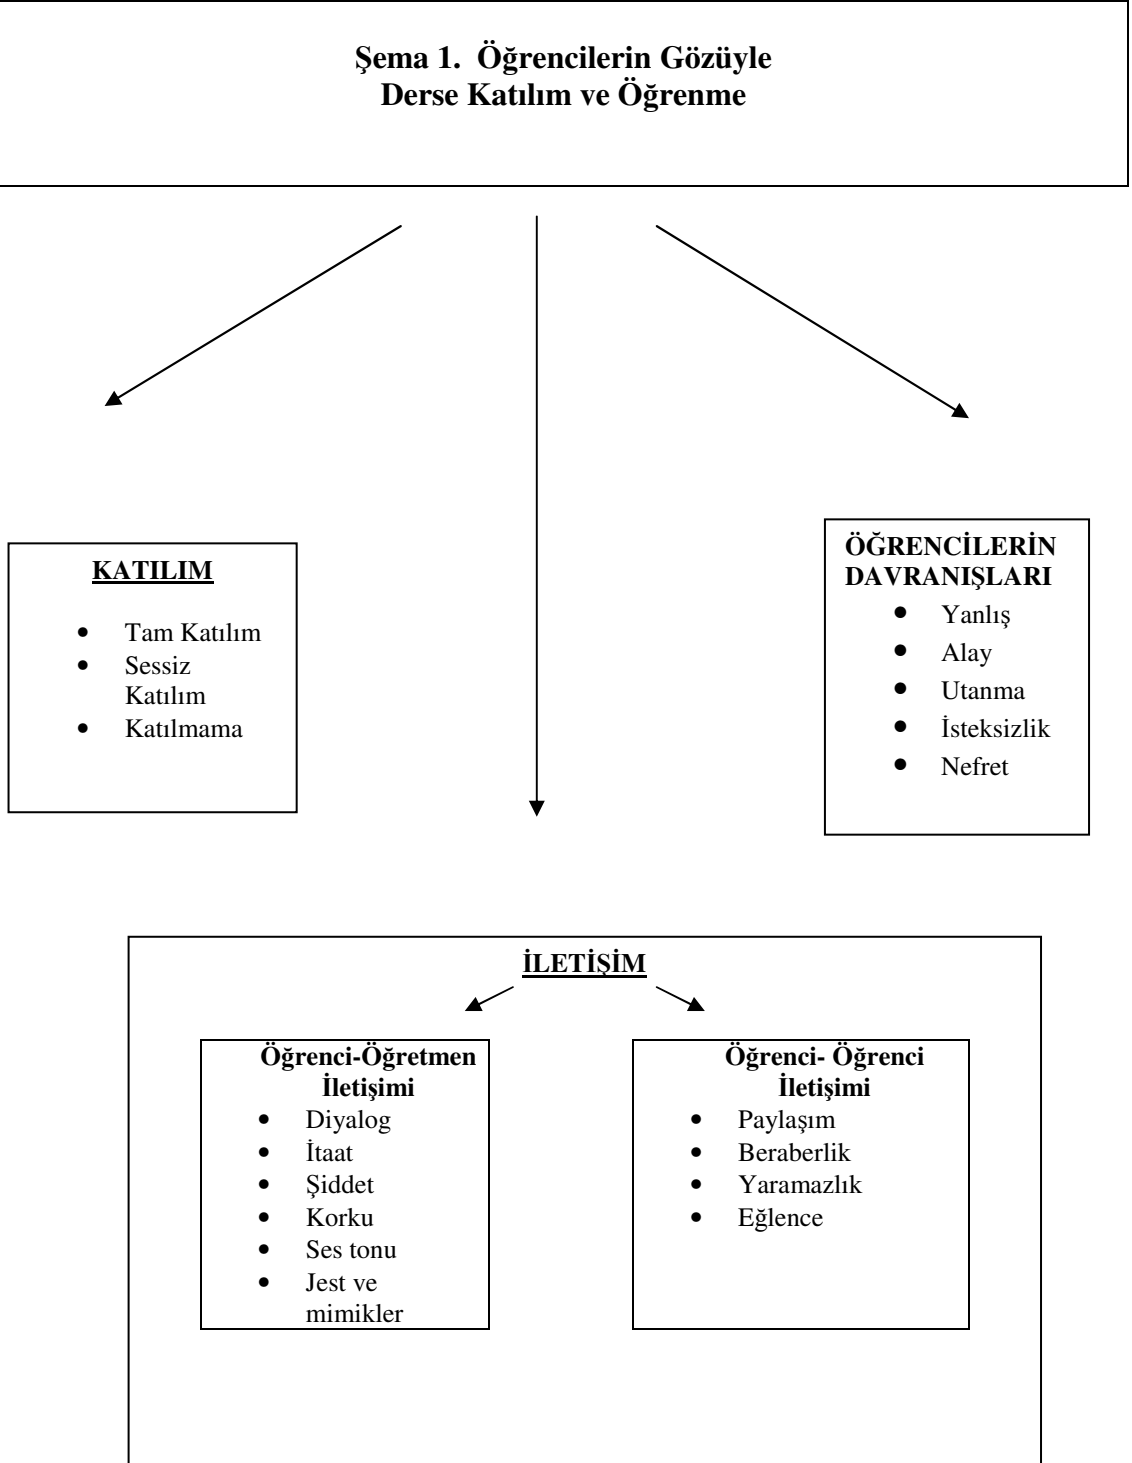 Şema 1. Öğrencilerin Gözüyle
Derse Katılım ve Öğrenme
KATILIM
• Tam Katılım
• Sessiz
Katılım
• Katılmama
ÖĞRENCİLERİN
DAVRANIŞLARI
• Yanlış
• Alay
• Utanma
• İsteksizlik
• Nefret
İLETİŞİM
Öğrenci-Öğretmen
İletişimi
• Diyalog
• İtaat
• Şiddet
• Korku
• Ses tonu
• Jest ve
mimikler
Öğrenci- Öğrenci
İletişimi
• Paylaşım
• Beraberlik
• Yaramazlık
• Eğlence